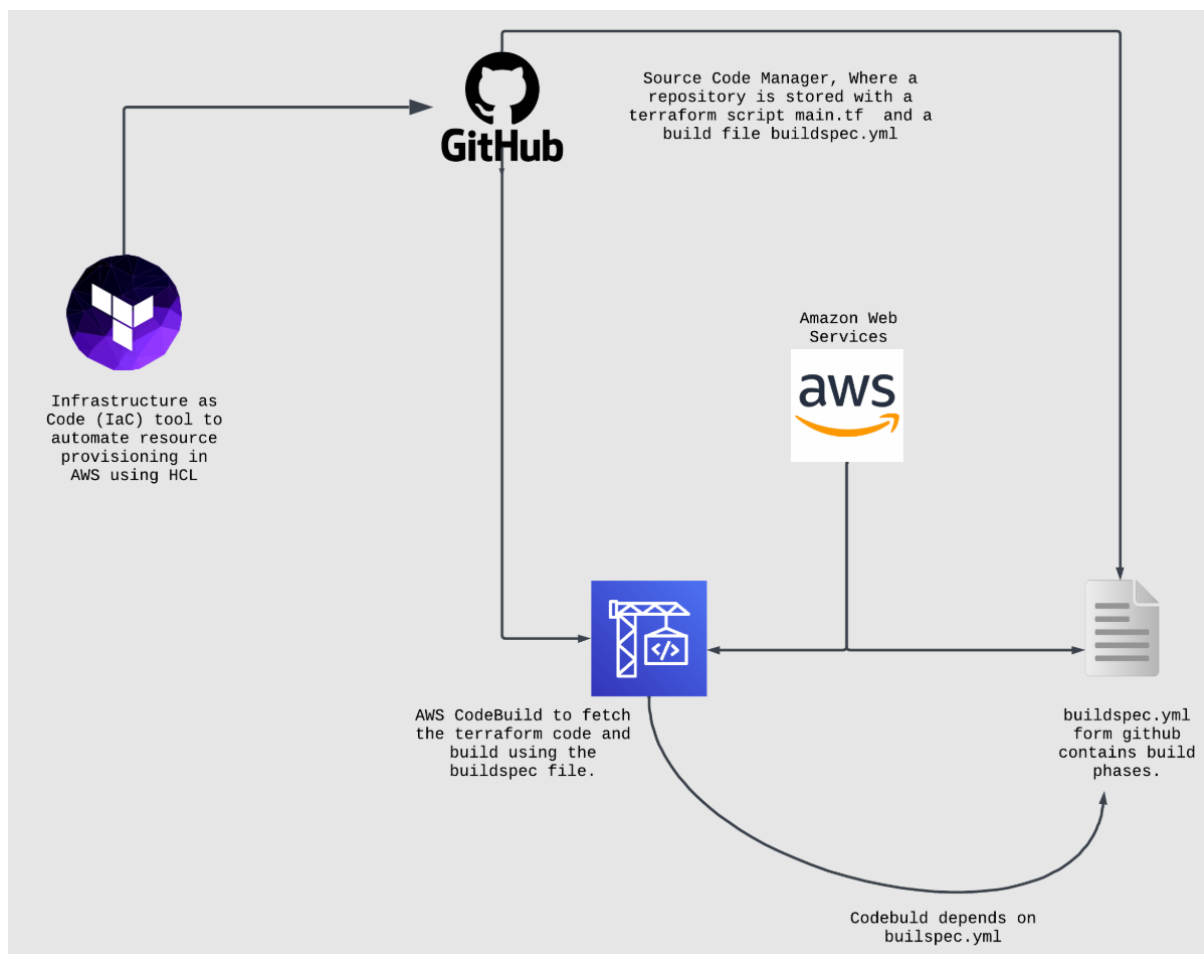 GitHub
Source Code Manager, Where a
repository is stored with a
terraform script main.tf  and a
build file buildspec.yml
Amazon Web
Services
aws
Infrastructure as
Code (IaC) tool to
automate resource
provisioning in
AWS using HCL
</>
AWS CodeBuild to fetch
the terraform code and
build using the
buildspec file.
buildspec.yml
form github
contains build
phases.
Codebuld depends on
builspec.yml